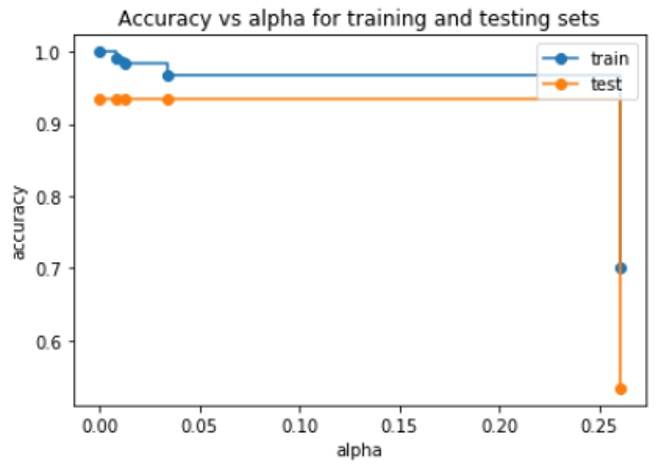 Accuracy vs alpha for training and testing sets
1.0
train
test
0.9
0.8
0.7
0.6
accuracy
0.00
0.05
0.10
0.15
0.20
0.25
alpha